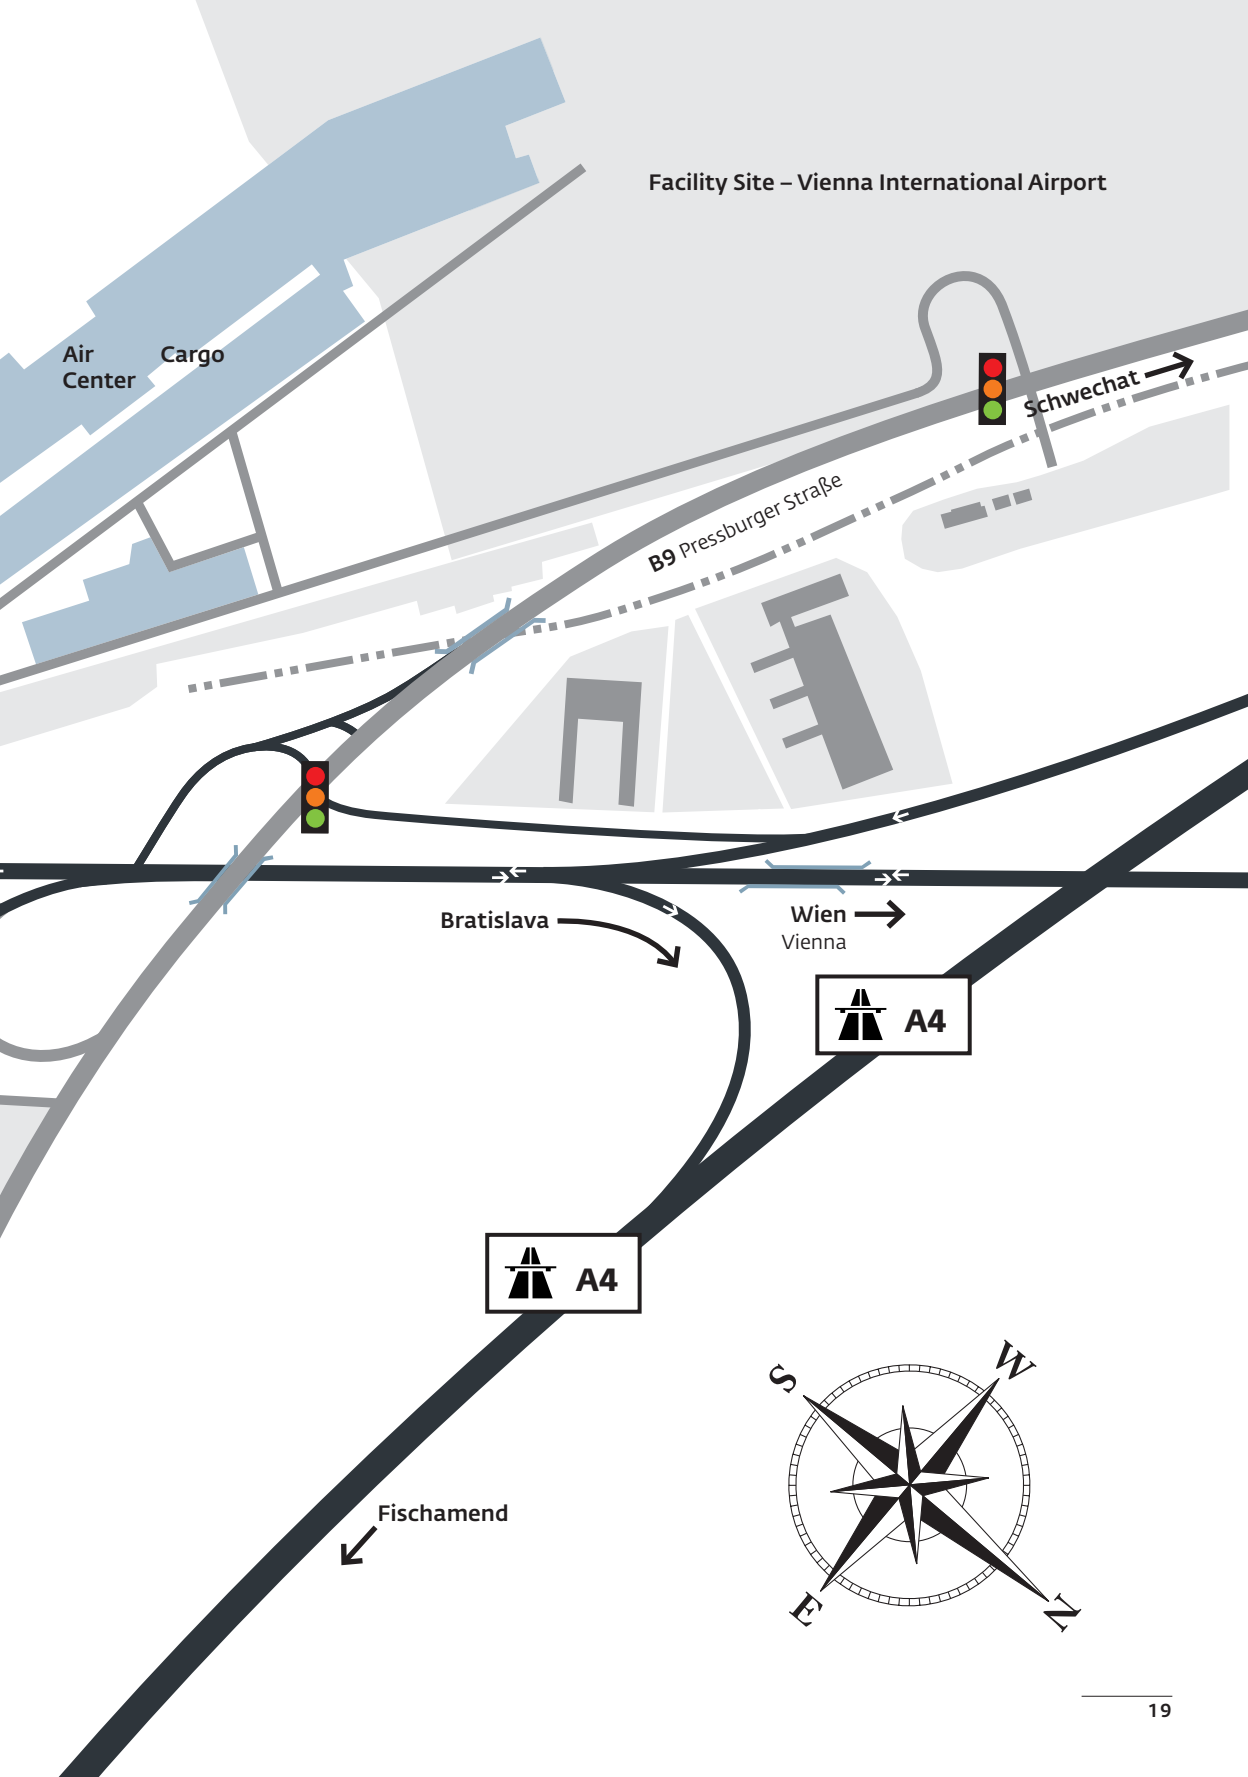 Facility Site – Vienna International Airport
Air Cargo
Center
Schwechat
B9 Pressburger Straße
Bratislava
Wien
Vienna
A4
A4
S
W
E
N
Fischamend
19